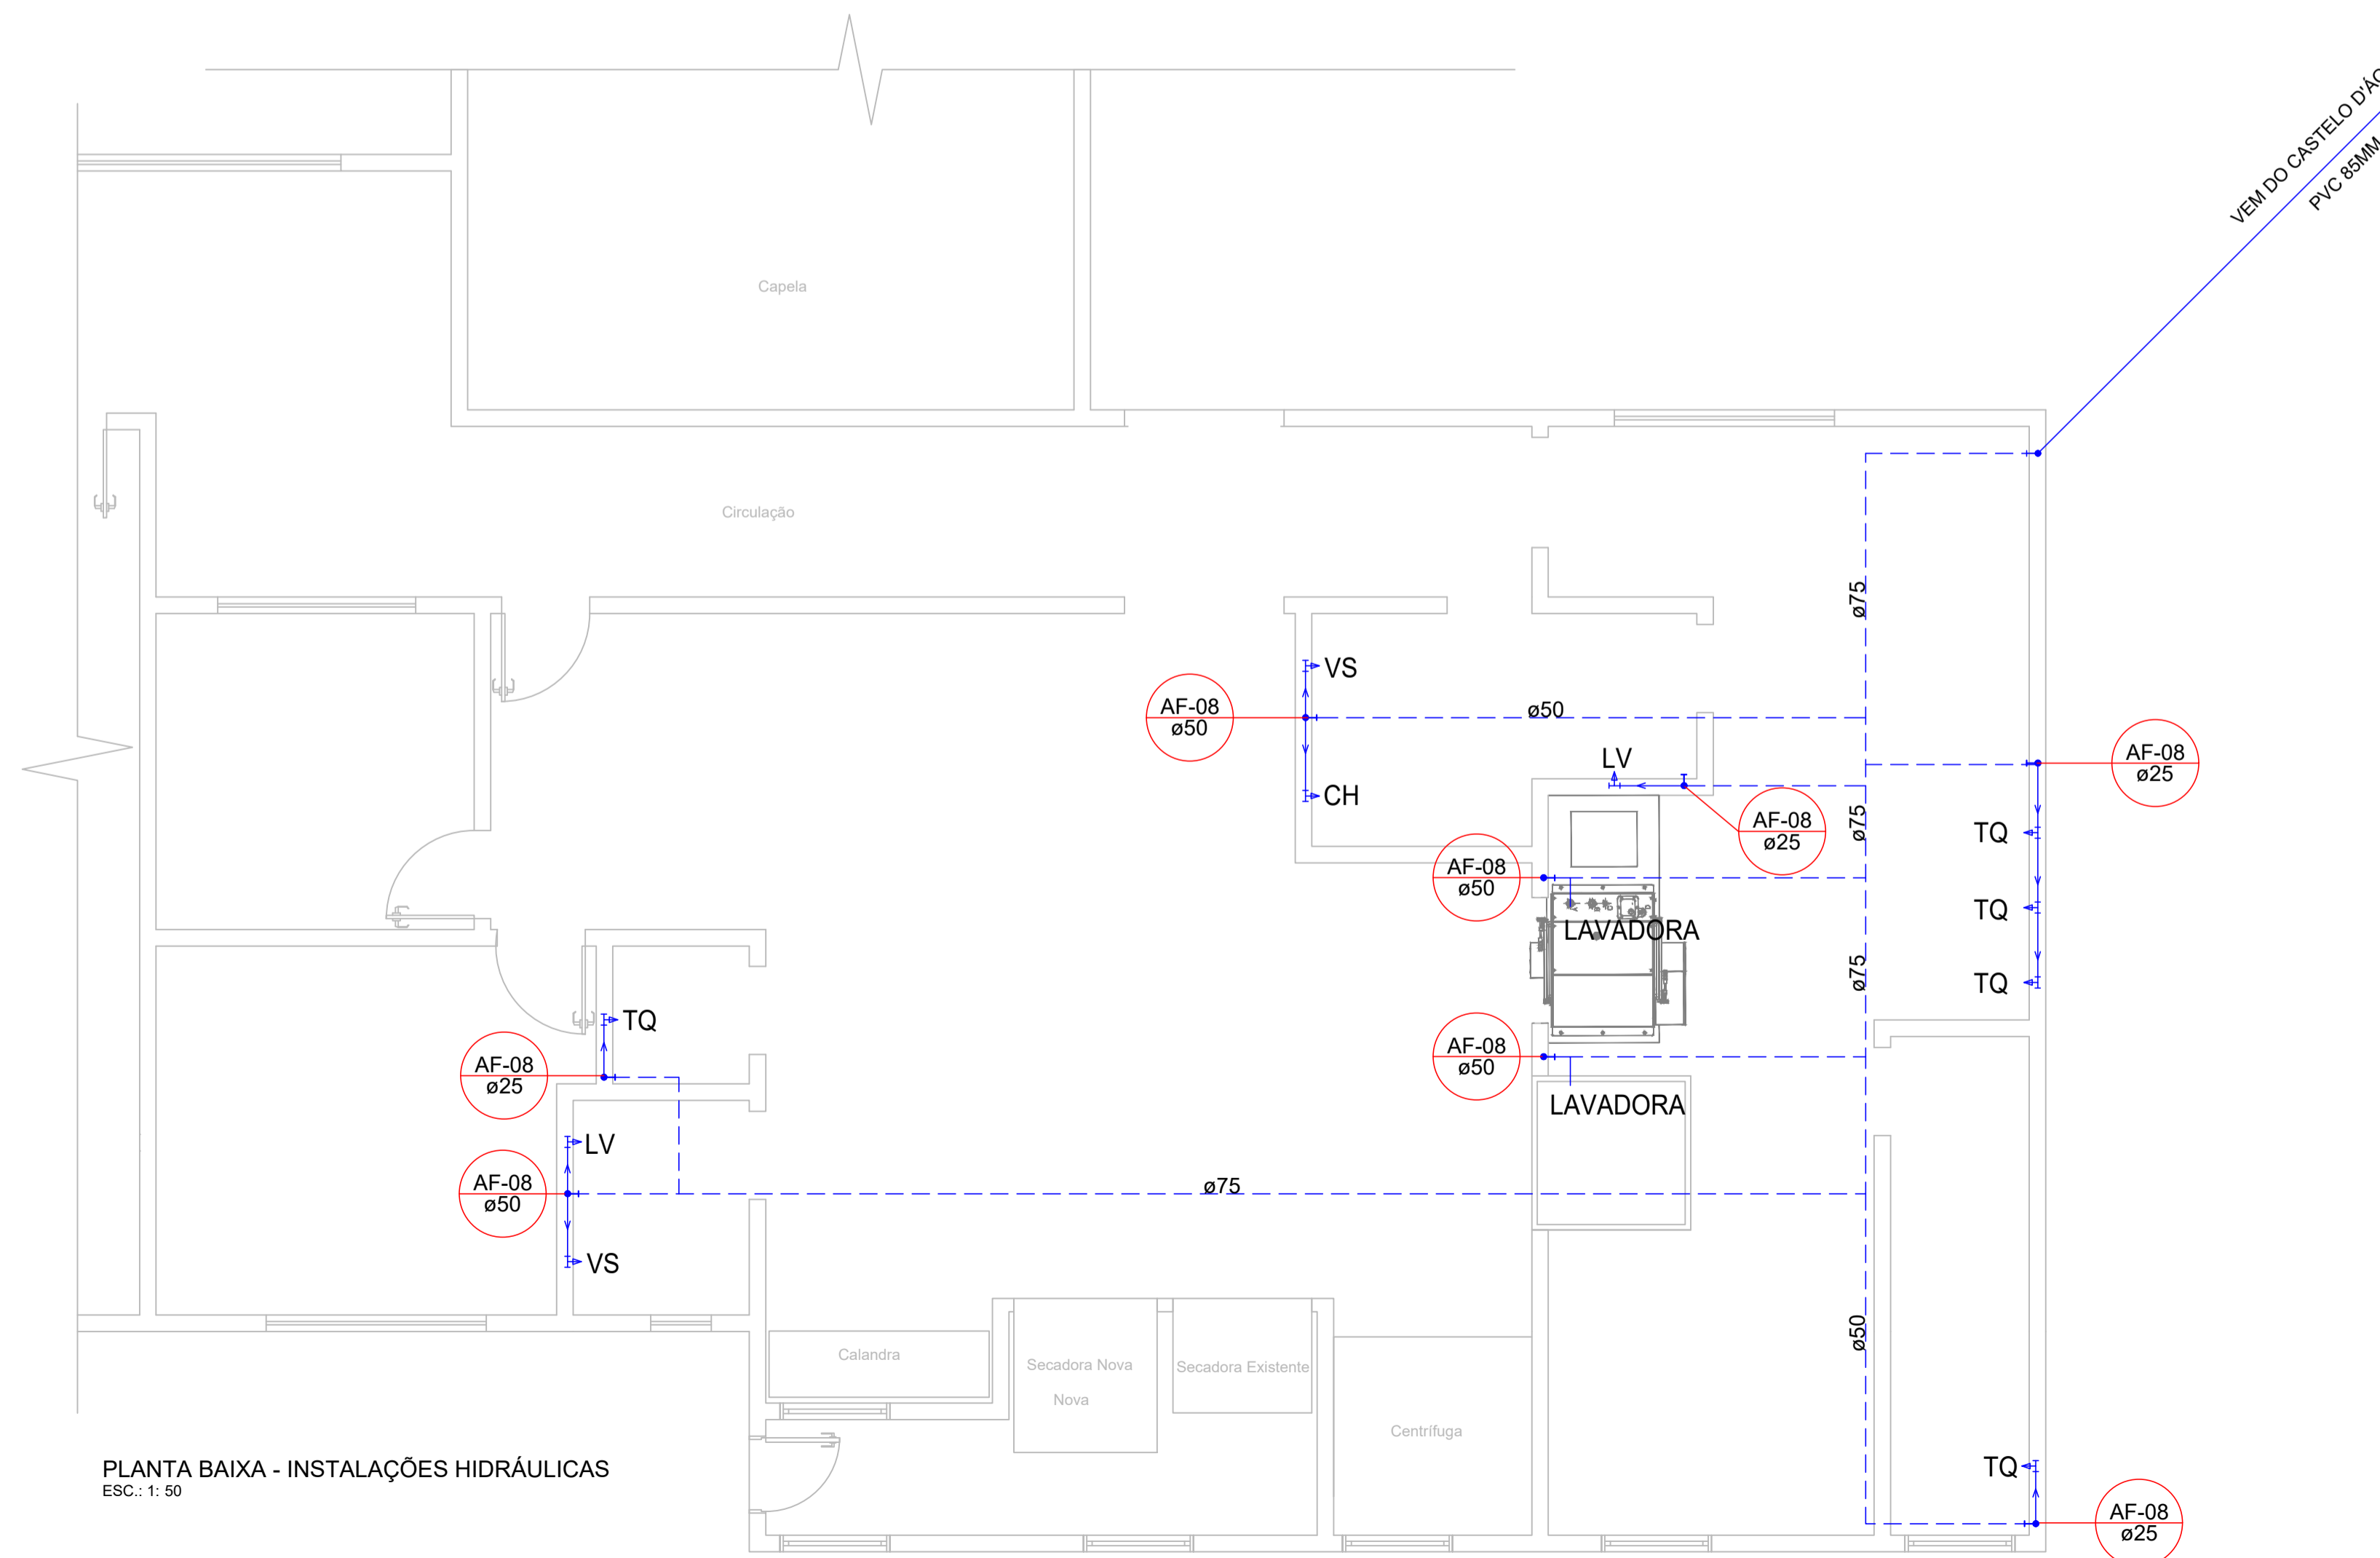 VEM DO CASTELO
PVC 85MM
Capela
Circulação
ø75
VS
AF-08
ø50
ø50
LV
CH
AF-08
ø25
AF-08
ø25
ø75
TQ
AF-08
ø50
TQ
LAVADORA
ø75
TQ
TQ
AF-08
ø25
AF-08
ø50
LAVADORA
LV
AF-08
ø50
ø75
VS
ø50
Calandra
Secadora Nova
Nova
Secadora Existente
Centrífuga
TQ
AF-08
ø25
PLANTA BAIXA - INSTALAÇÕES HIDRÁULICAS
ESC.: 1: 50